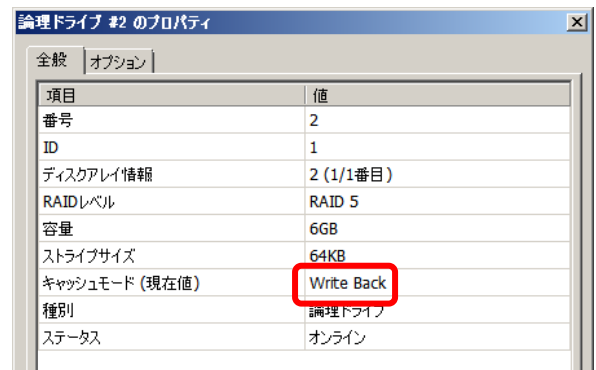 論理ドライブ #2 のプロパティ
全般 オプション
項目 値
番号 2
ID 1
ディスクアレイ情報 2 (1/1番目)
RAIDレベル RAID 5
容量 6GB
ストライプサイズ 64KB
キャッシュモード (現在値) Write Back
種別 論理ドライブ
ステータス オンライン